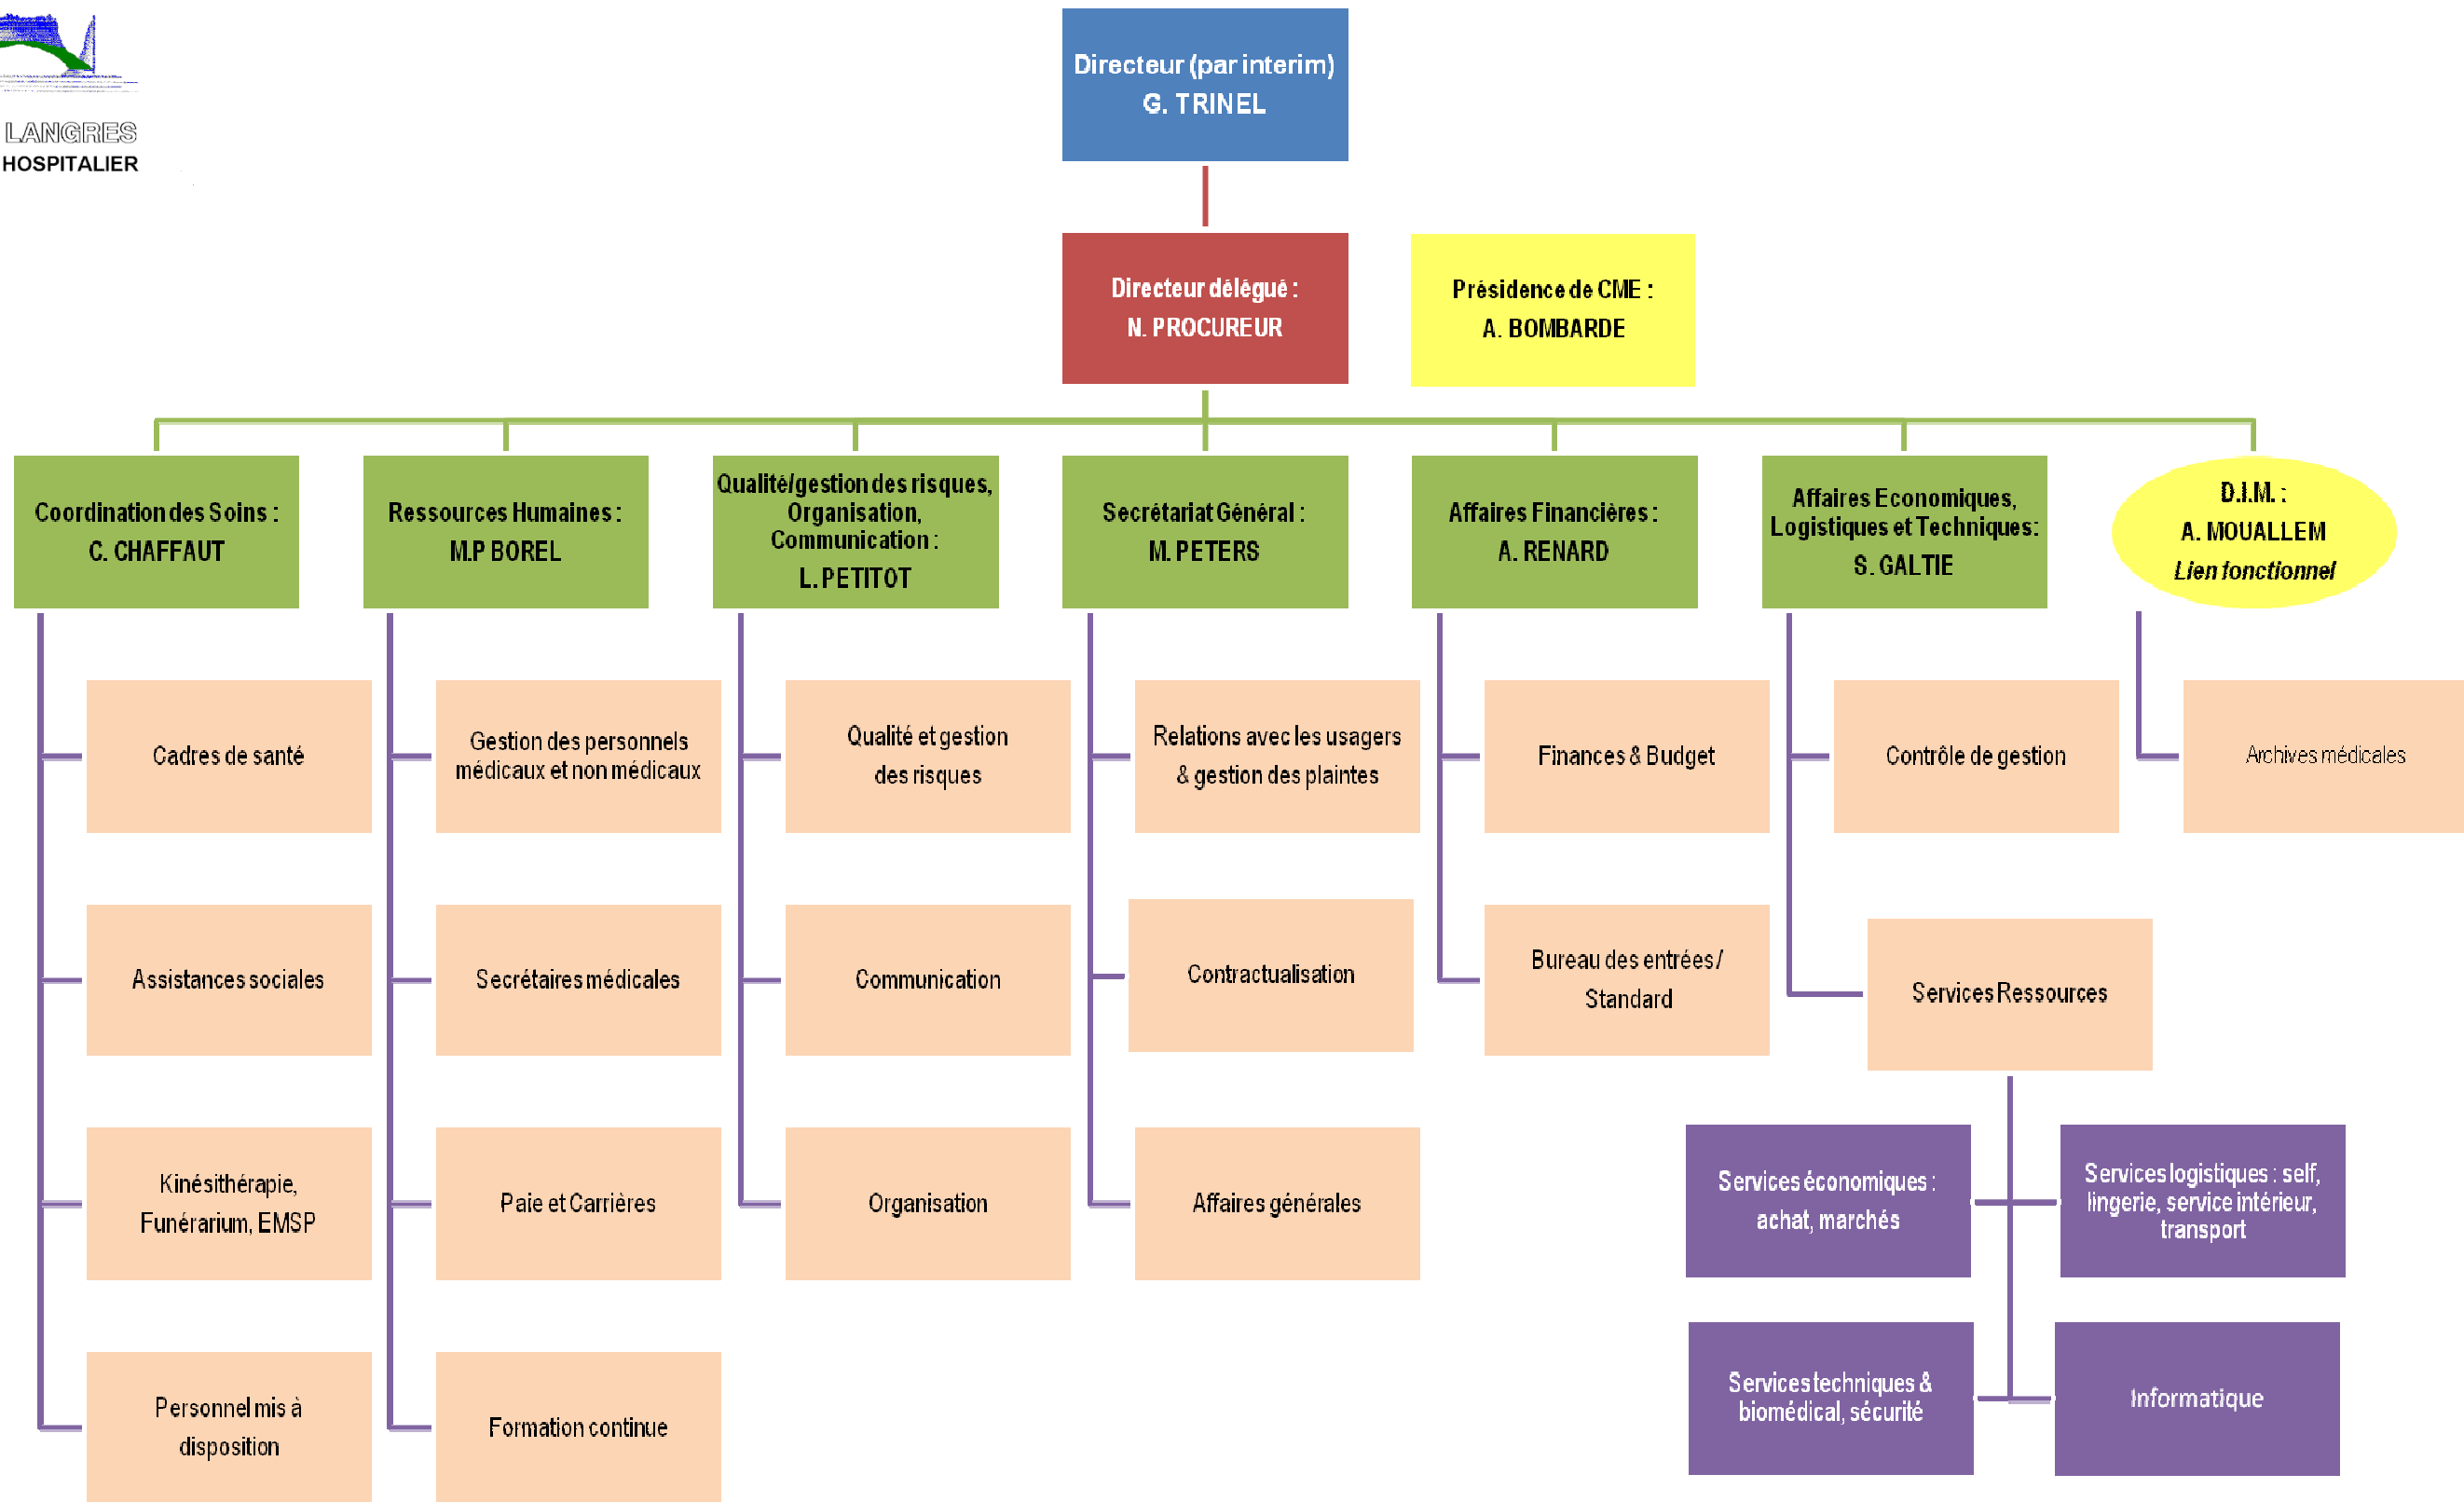 LANGRES
HOSPITALIER
Directeur (par interim)
G. TRINEL
Directeur délégué :
N. PROCUREUR
Présidence de CME :
A. BOMBARDE
Coordination des Soins :
C. CHAFFAUT
Ressources Humaines :
M.P BOREL
Qualité/gestion des risques,
Organisation,
Communication :
L. PETITOT
Secrétariat Général :
M. PETERS
Affaires Financières :
A. RENARD
Affaires Economiques,
Logistiques et Techniques:
S. GALTIE
D.I.M. :
A. MOUALLEM
Lien fonctionnel
Cadres de santé
Gestion des personnels
médicaux et non médicaux
Qualité et gestion
des risques
Relations avec les usagers
& gestion des plaintes
Finances & Budget
Contrôle de gestion
Archives médicales
Assistances sociales
Secrétaires médicales
Communication
Contractualisation
Bureau des entrées /
Standard
Services Ressources
Kinésithérapie,
Funérarium, EMSP
Paie et Carrières
Organisation
Affaires générales
Services économiques :
achat, marchés
Services logistiques : self,
lingerie, service intérieur,
transport
Personnel mis à
disposition
Formation continue
Services techniques &
biomédical, sécurité
Informatique